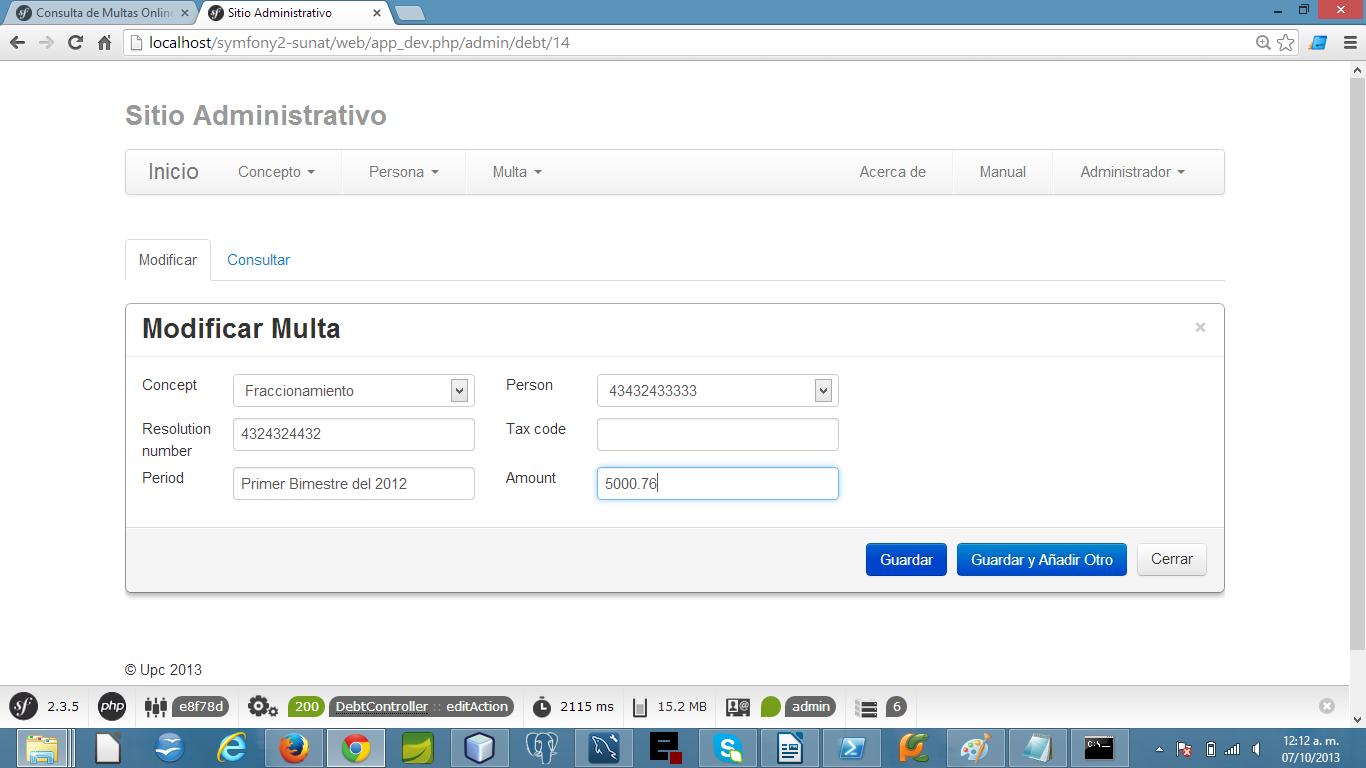 Consulta de Multas Online
Sitio Administrativo
localhost/symfony2-sunat/web/app_dev.php/admin/debt/14
Sitio Administrativo
Inicio Concepto Persona Multa Acerca de Manual Administrador
Modificar Consultar
Modificar Multa
Concept Fraccionamiento Person 43432433333
Resolution number 4324324432 Tax code
Period Primer Bimestre del 2012 Amount 5000.76
Guardar Guardar y Añadir Otro Cerrar
© Upc 2013
sf 2.3.5 php e8f78d 200 DebtController :: editAction 2115 ms 15.2 MB admin 6
C:\_
12:12 a. m.
07/10/2013